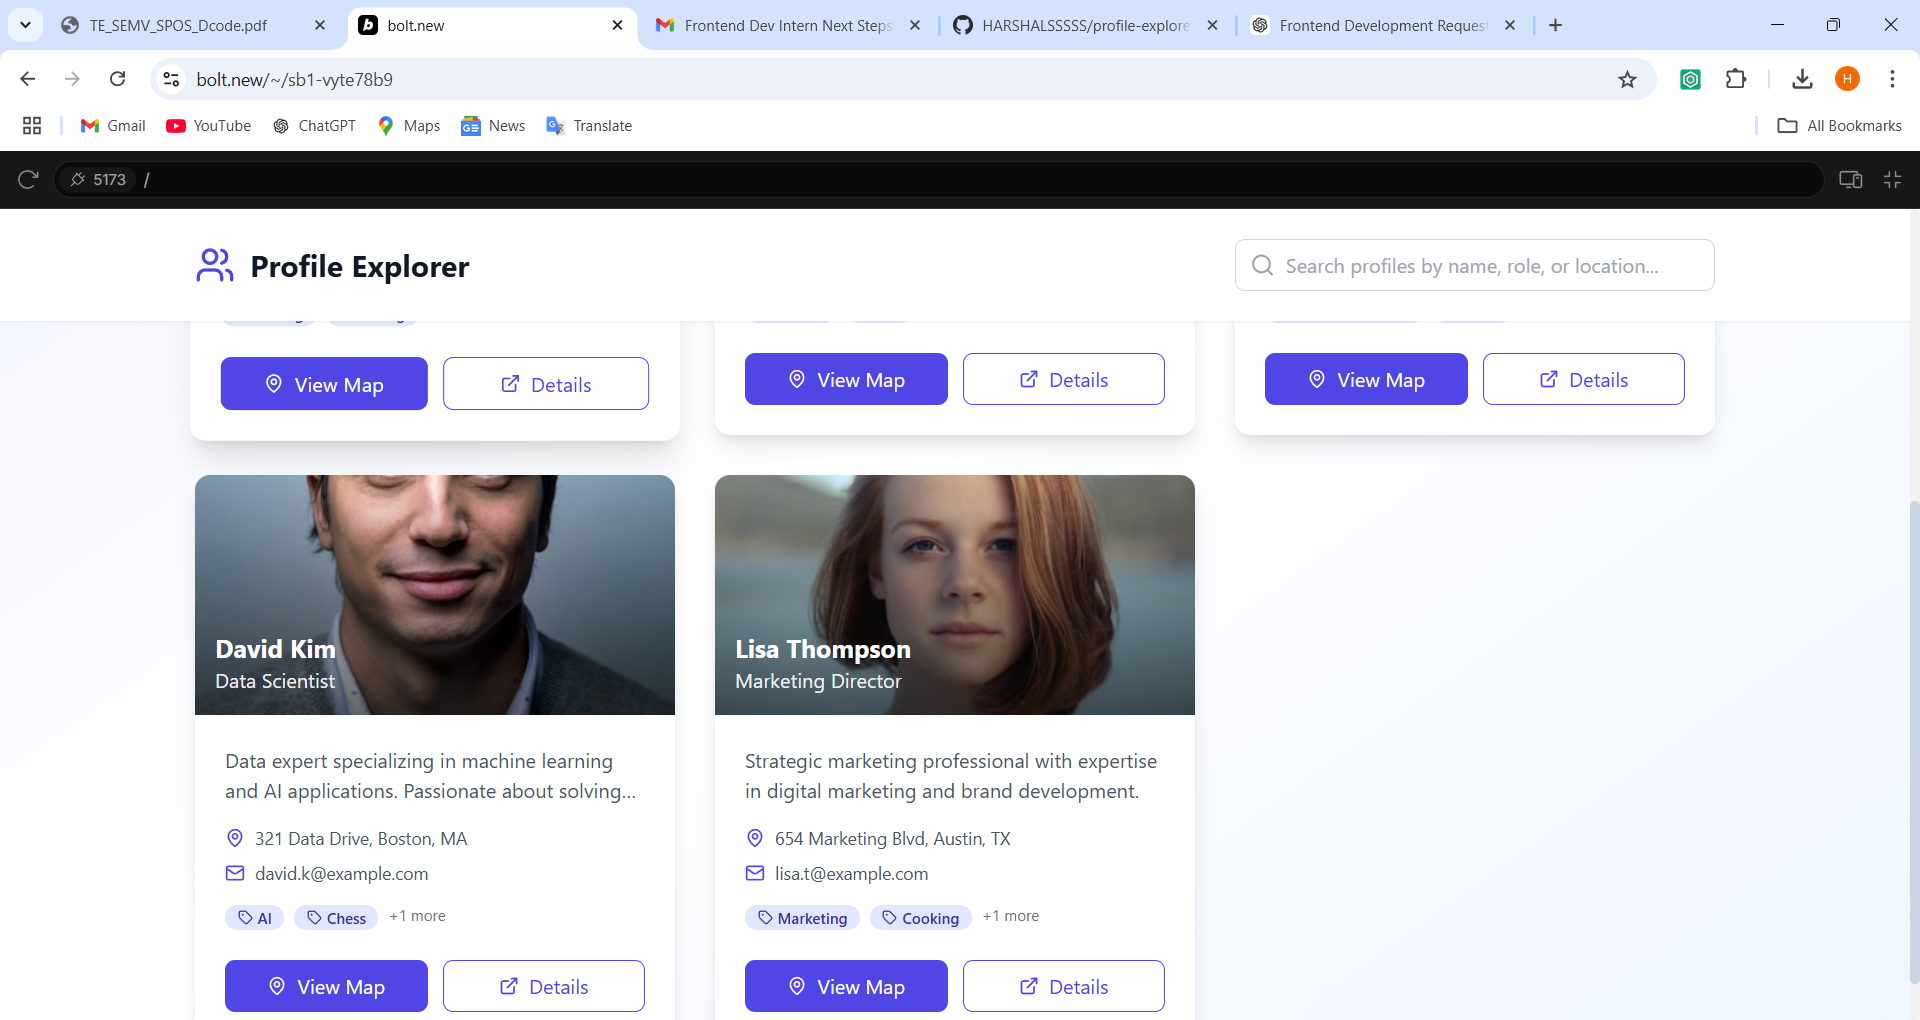 TE_SEMV_SPOS_Dcode.pdf
bolt.new
Frontend Dev Intern Next Steps
HARSHALSSSSS/profile-explore
Frontend Development Reques
bolt.new/~/sb1-vyte78b9
H
Gmail
YouTube
ChatGPT
Maps
News
Translate
All Bookmarks
5173 /
Profile Explorer
Search profiles by name, role, or location...
View Map
Details
View Map
Details
View Map
Details
David Kim
Data Scientist
Data expert specializing in machine learning
and AI applications. Passionate about solving...
321 Data Drive, Boston, MA
david.k@example.com
AI Chess +1 more
View Map
Details
Lisa Thompson
Marketing Director
Strategic marketing professional with expertise
in digital marketing and brand development.
654 Marketing Blvd, Austin, TX
lisa.t@example.com
Marketing Cooking +1 more
View Map
Details